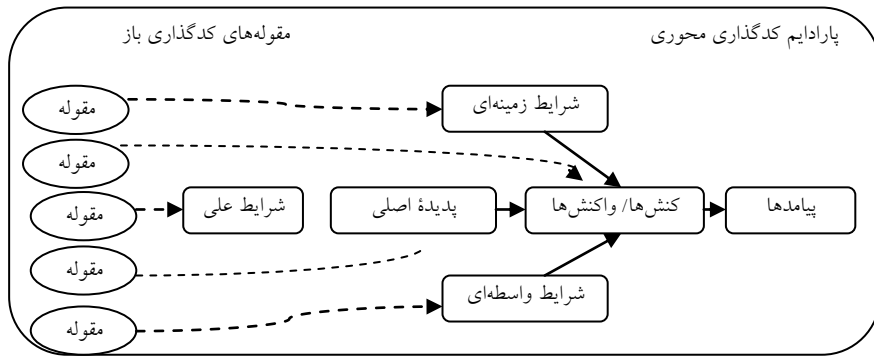 پارادایم کدگذاری محوری
مقوله‌های کدگذاری باز
شرایط زمینه‌ای
مقوله
مقوله
پیامدها
کنش‌ها/ واکنش‌ها
پدیدهٔ اصلی
شرایط علی
مقوله
مقوله
شرایط واسطه‌ای
مقوله